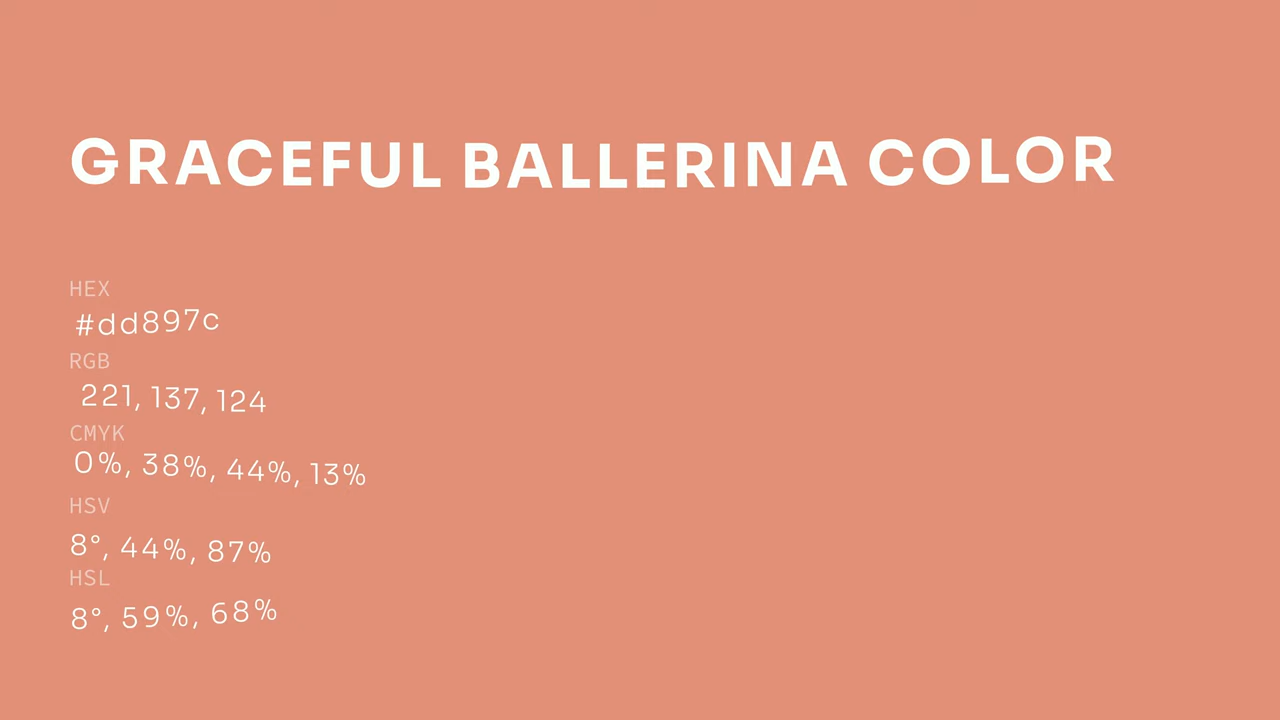 GRACEFUL BALLERINA COLOR
HEX
#dd897c
RGB
221, 137, 124
CMYK
0%, 38%, 44%, 13%
HSV
8°, 44%, 87%
HSL
8°, 59%, 68%